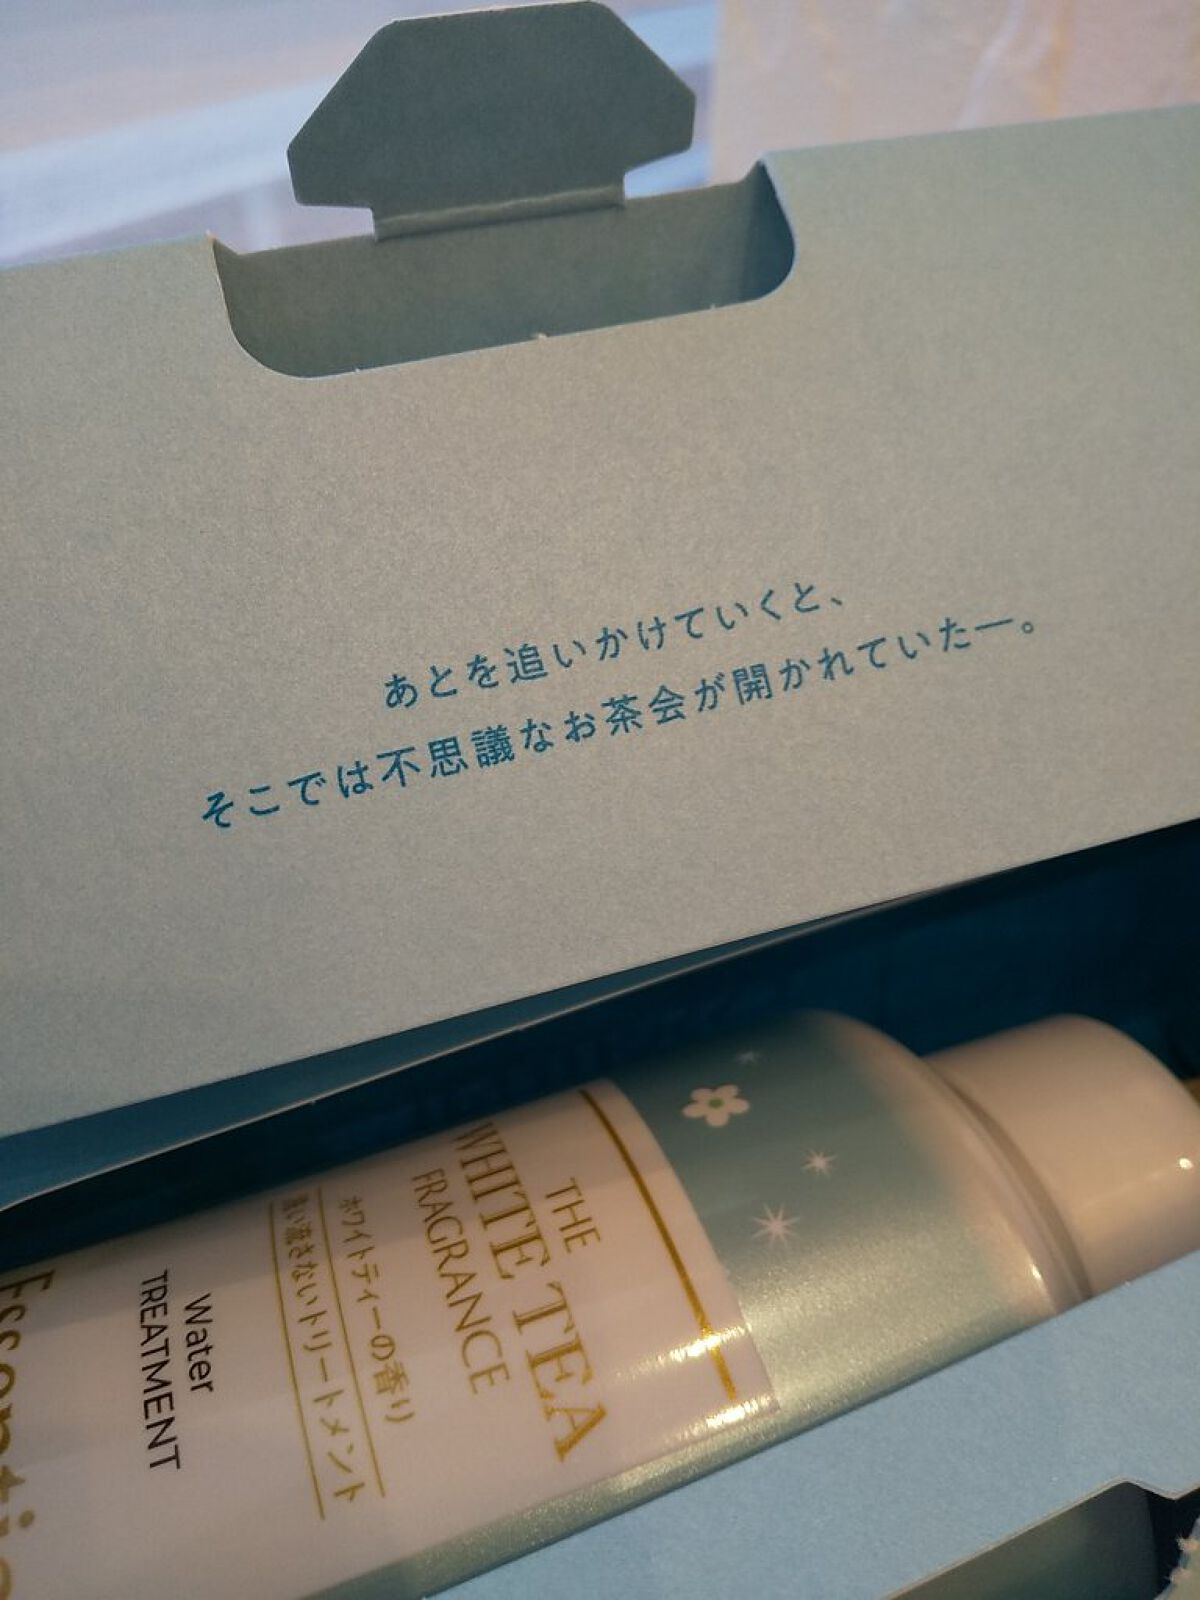 あとを追いかけていくと、
そこでは不思議なお茶会が開かれていたー。
THE
WHITE TEA
FRAGRANCE
ホワイトティーの香り
洗い流さないトリートメント
Water
TREATMENT